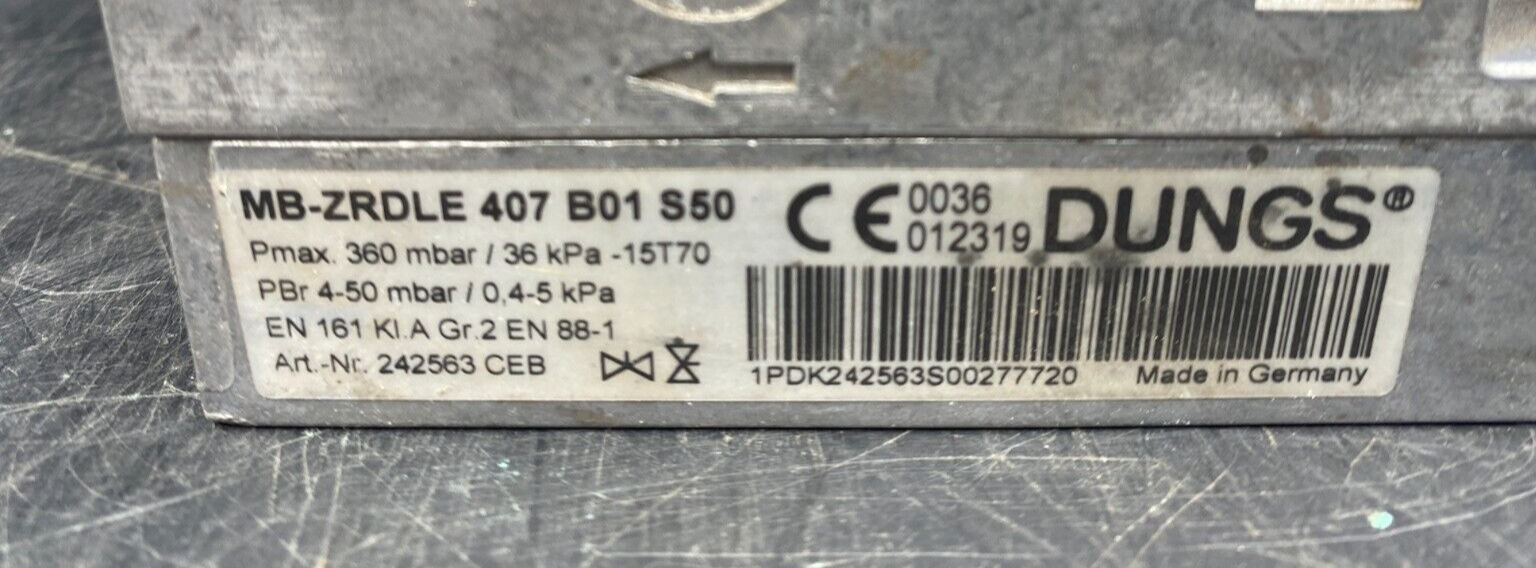 MB-ZRDLE 407 B01 S50
Pmax. 360 mbar / 36 kPa -15T70
PBr 4-50 mbar / 0,4-5 kPa
EN 161 Kl.A Gr.2 EN 88-1
Art.-Nr. 242563 CEB
CE 0036
012319
DUNGS®
1PDK242563S00277720
Made in Germany